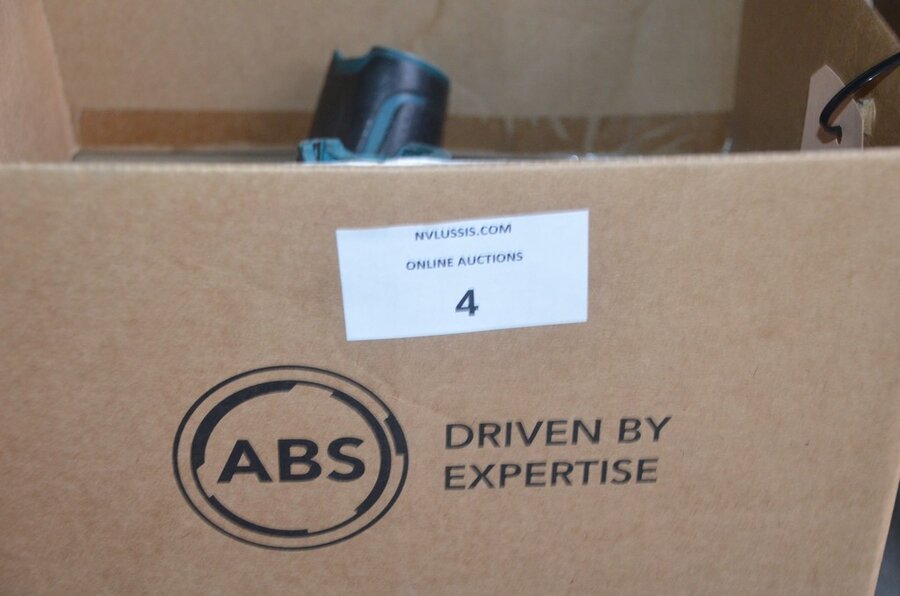 NVLUSSIS.COM
ONLINE AUCTIONS
4
ABS
DRIVEN BY
EXPERTISE